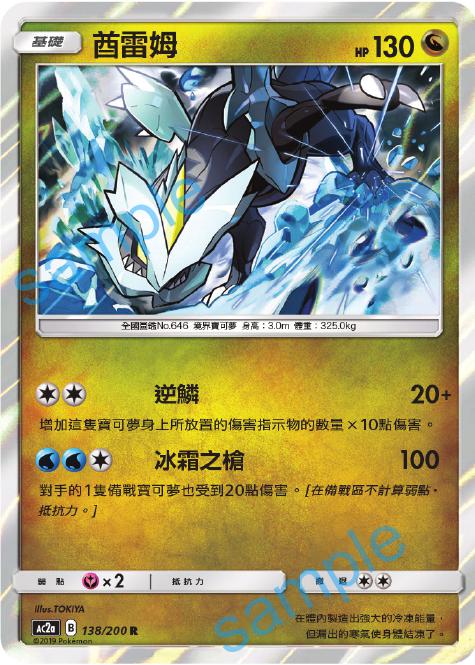 基礎 酋雷姆 HP 130
sample
全國圖鑑No.646 境界寶可夢 身高：3.0m 體重：325.0kg
逆鱗 20+
增加這隻寶可夢身上所放置的傷害指示物的數量×10點傷害。
冰霜之槍 100
對手的1隻備戰寶可夢也受到20點傷害。[在備戰區不計算弱點・
抵抗力。]
sample
弱點 ×2 抵抗力 撤退
illus.TOKIYA
AC2a B 138/200 R
©2019 Pokémon
在體內製造出強大的冷凍能量，
但漏出的寒氣使身體結凍了。